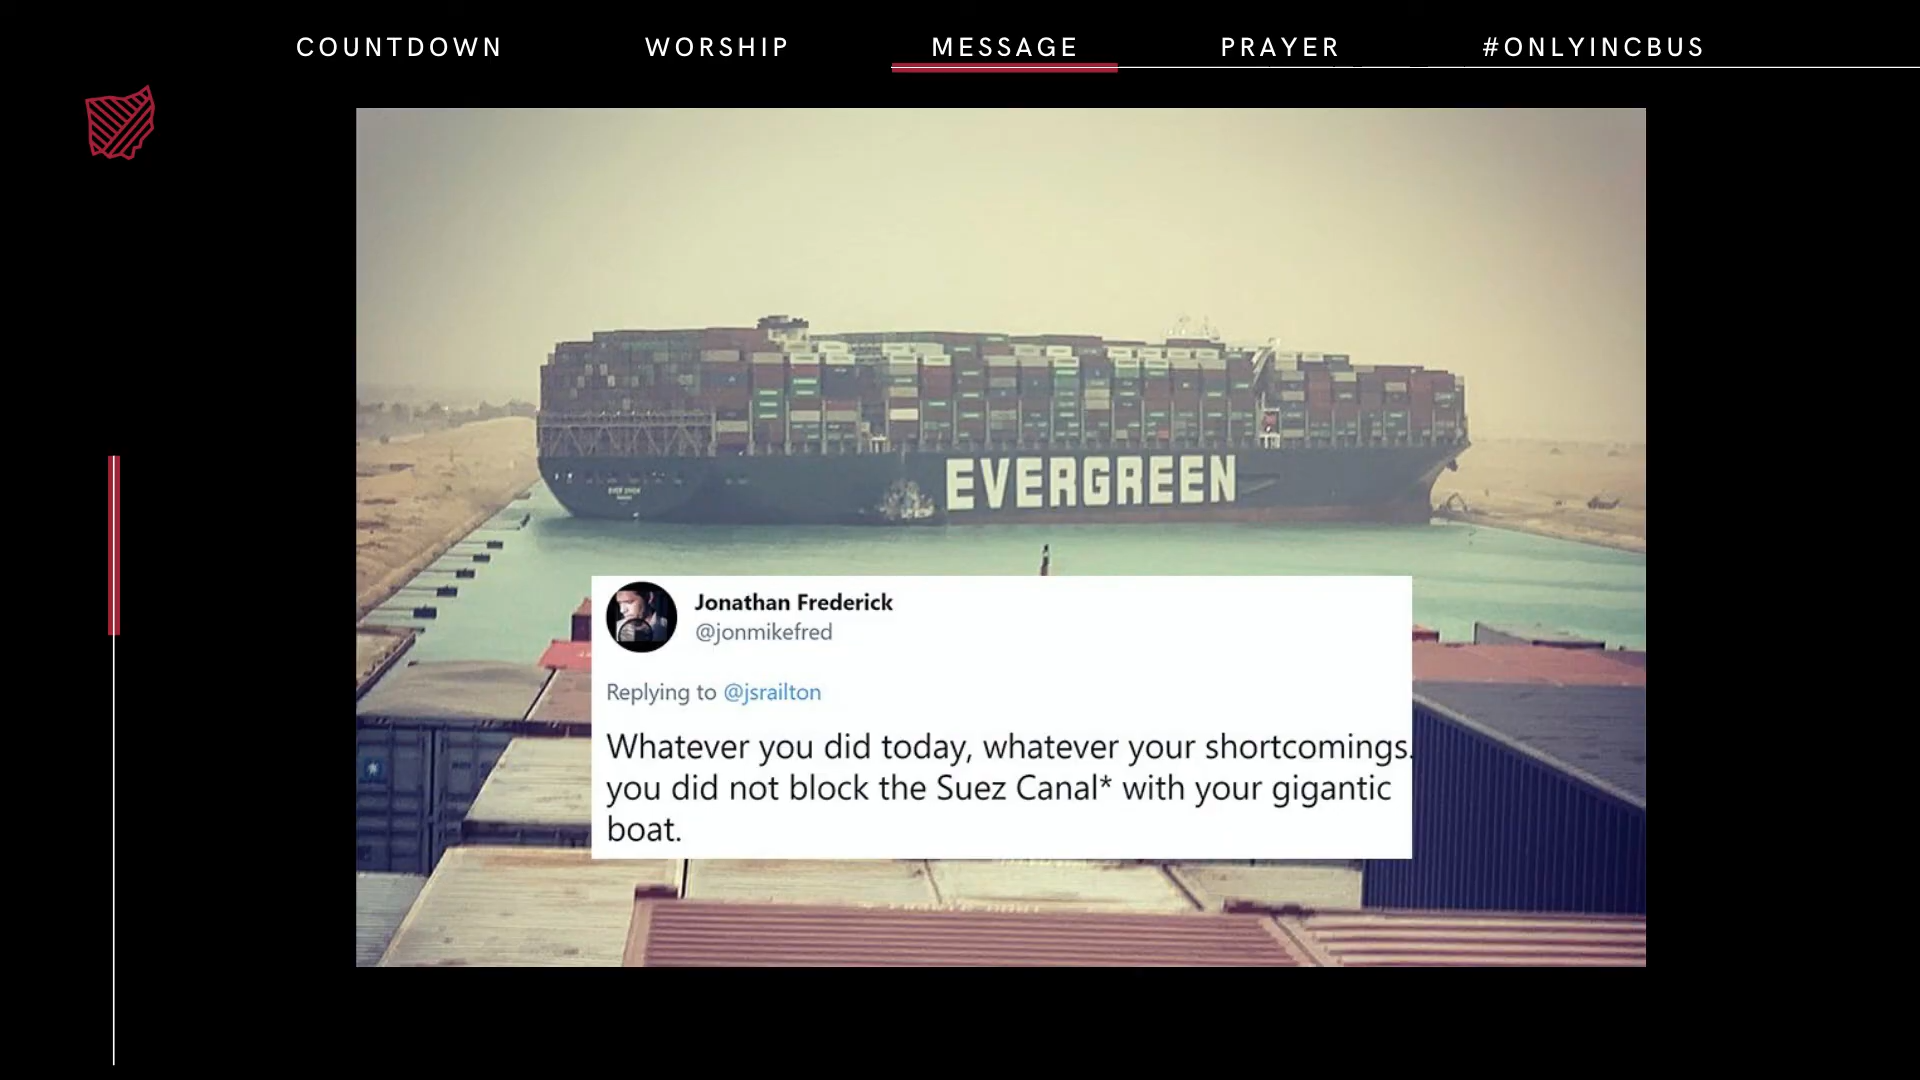 COUNTDOWN WORSHIP MESSAGE PRAYER #ONLYINCBUS
EVERGREEN
Jonathan Frederick
@jonmikefred
Replying to @jsrailton
Whatever you did today, whatever your shortcomings.
you did not block the Suez Canal* with your gigantic
boat.